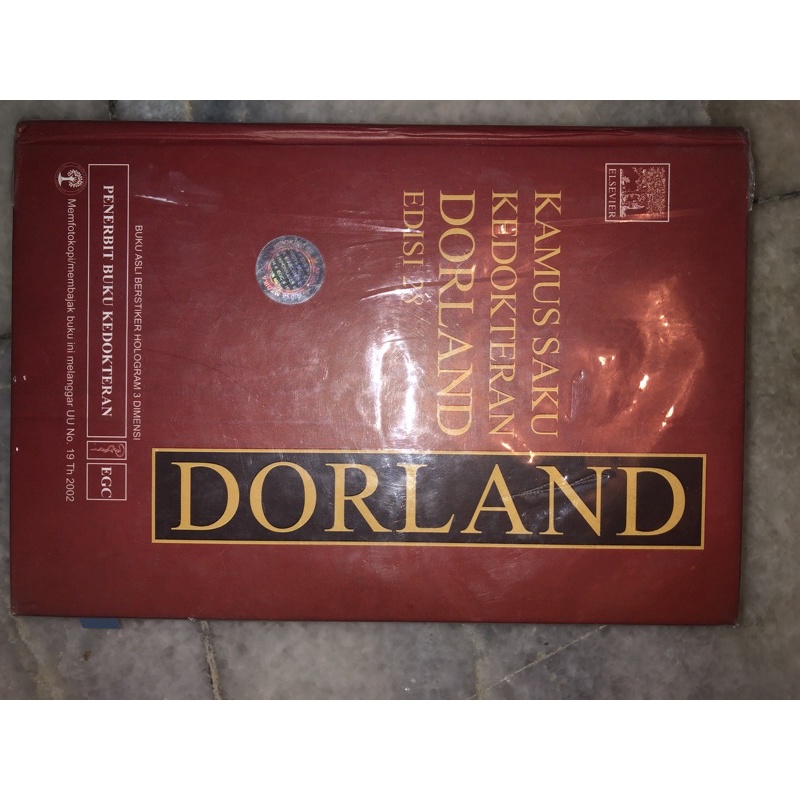 ELSEVIER
KAMUS SAKU
KEDOKTERAN
DORLAND
EDISI 28
DORLAND
BUKU ASLI BERSTIKER HOLOGRAM 3 DIMENSI
PENERBIT BUKU KEDOKTERAN
EGC
Memfotokopi/membajak buku ini melanggar UU No. 19 Th 2002